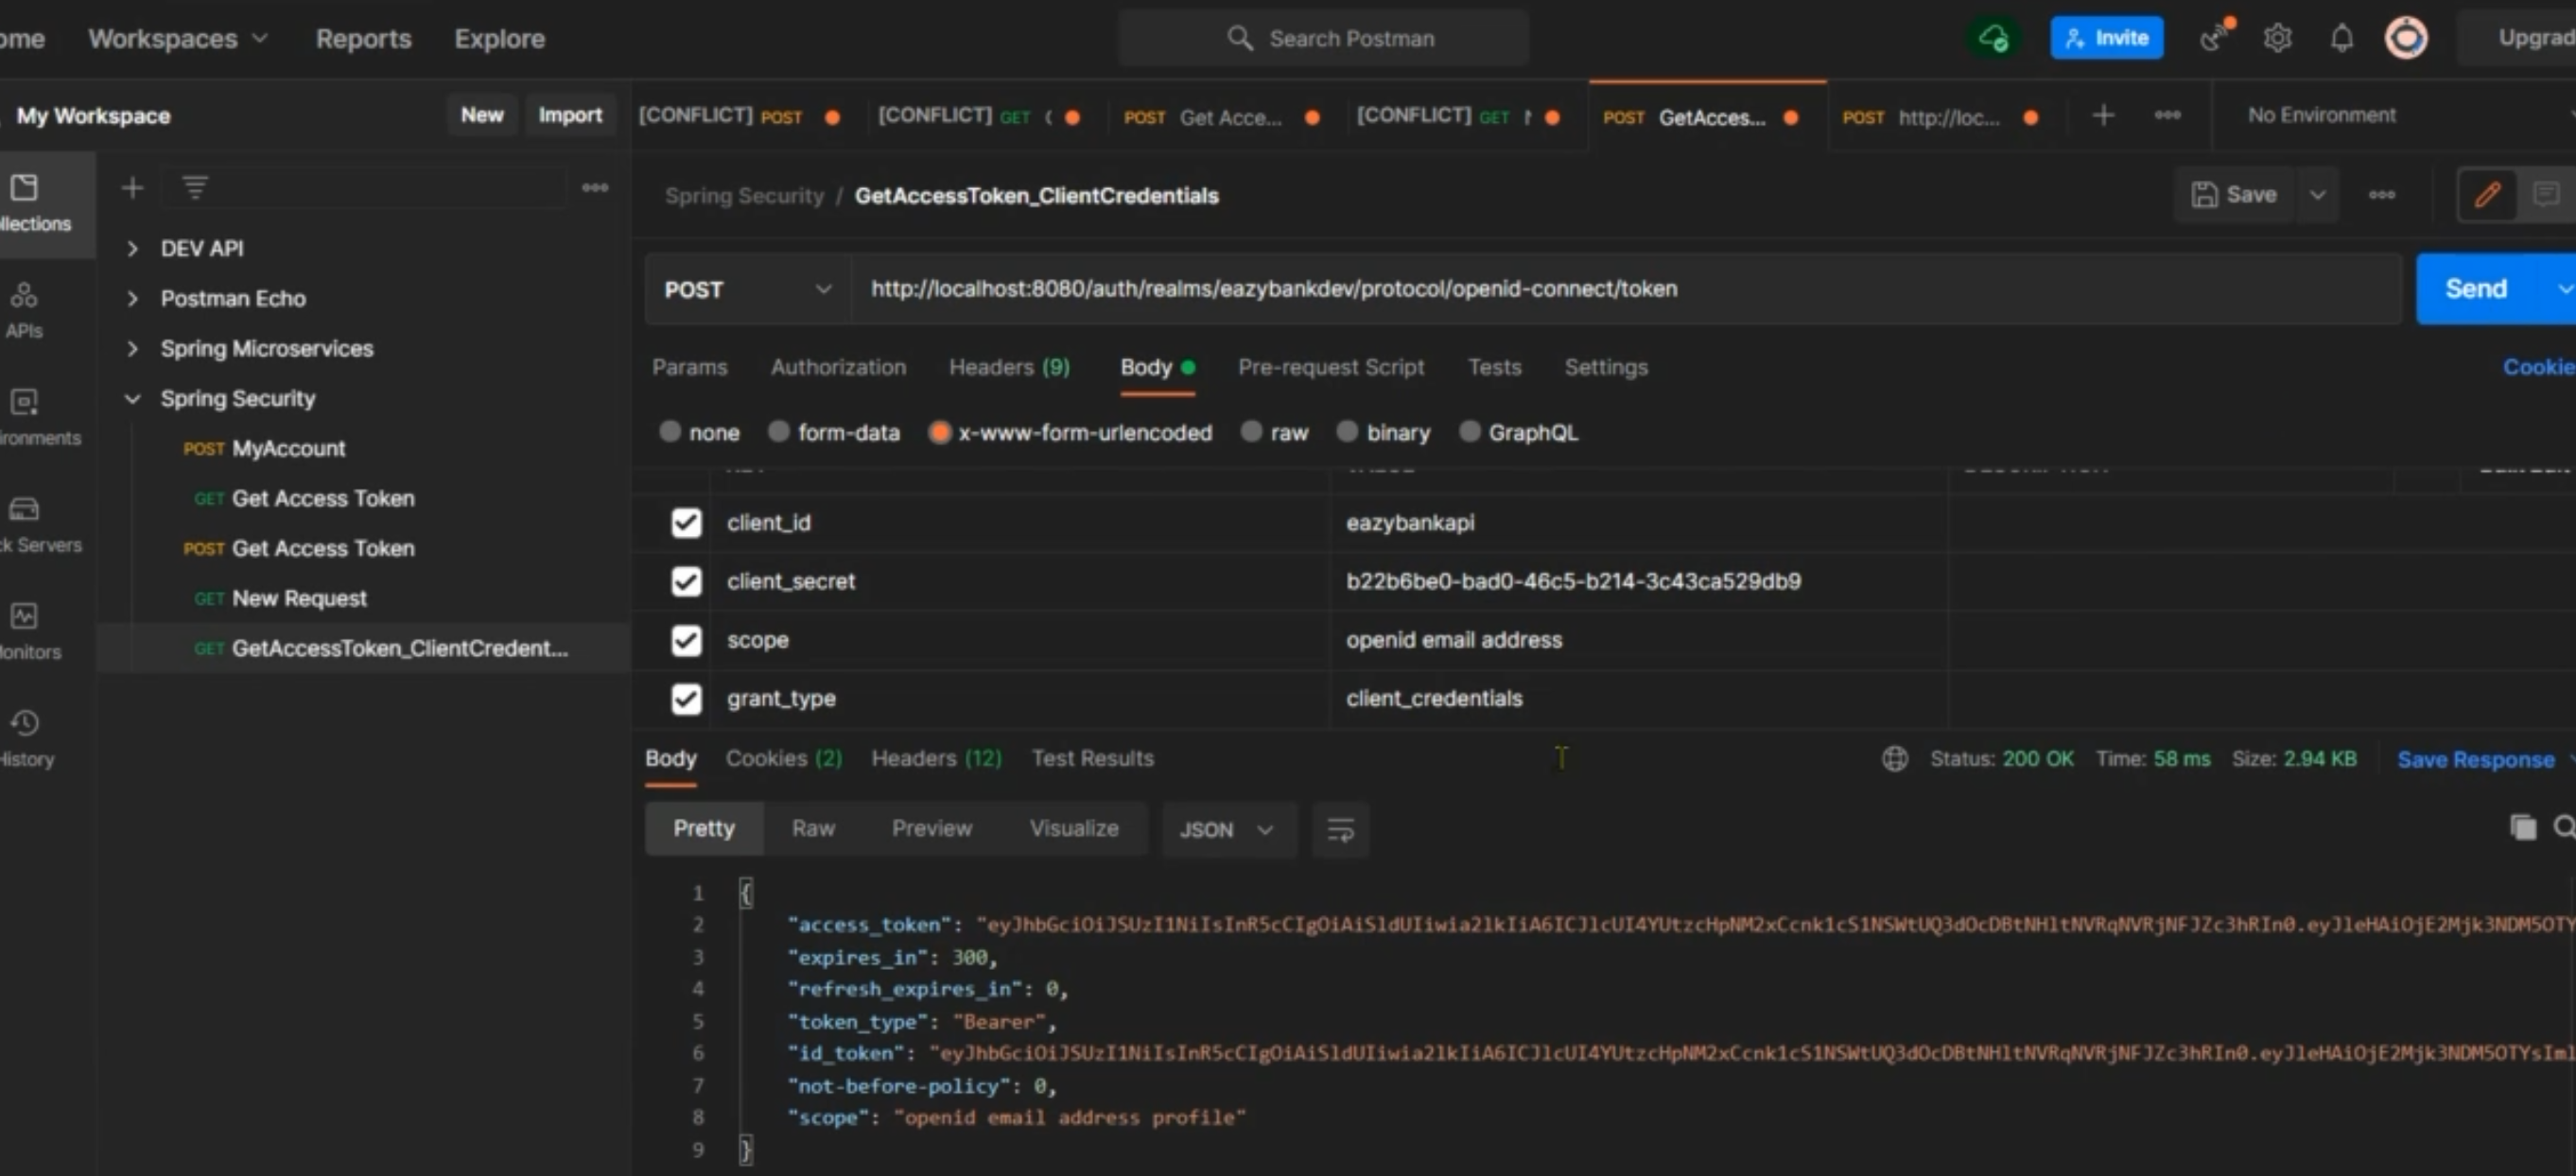 ome Workspaces Reports Explore Search Postman Invite Upgrad
My Workspace New Import [CONFLICT] POST [CONFLICT] GET POST Get Acce... [CONFLICT] GET POST GetAcces... POST http://loc... No Environment
llections
APIs
ironments
ck Servers
onitors
History
DEV API
Postman Echo
Spring Microservices
Spring Security
POST MyAccount
GET Get Access Token
POST Get Access Token
GET New Request
GET GetAccessToken_ClientCredent...
Spring Security / GetAccessToken_ClientCredentials Save
POST http://localhost:8080/auth/realms/eazybankdev/protocol/openid-connect/token Send
Params Authorization Headers (9) Body Pre-request Script Tests Settings Cookie
none form-data x-www-form-urlencoded raw binary GraphQL
client_id eazybankapi
client_secret b22b6be0-bad0-46c5-b214-3c43ca529db9
scope openid email address
grant_type client_credentials
Body Cookies (2) Headers (12) Test Results Status: 200 OK Time: 58 ms Size: 2.94 KB Save Response
Pretty Raw Preview Visualize JSON
1 {
2 "access_token":
3 "expires_in": 300,
4 "refresh_expires_in": 0,
5 "token_type": "Bearer",
6 "id_token":
7 "not-before-policy": 0,
8 "scope": "openid email address profile"
9 }